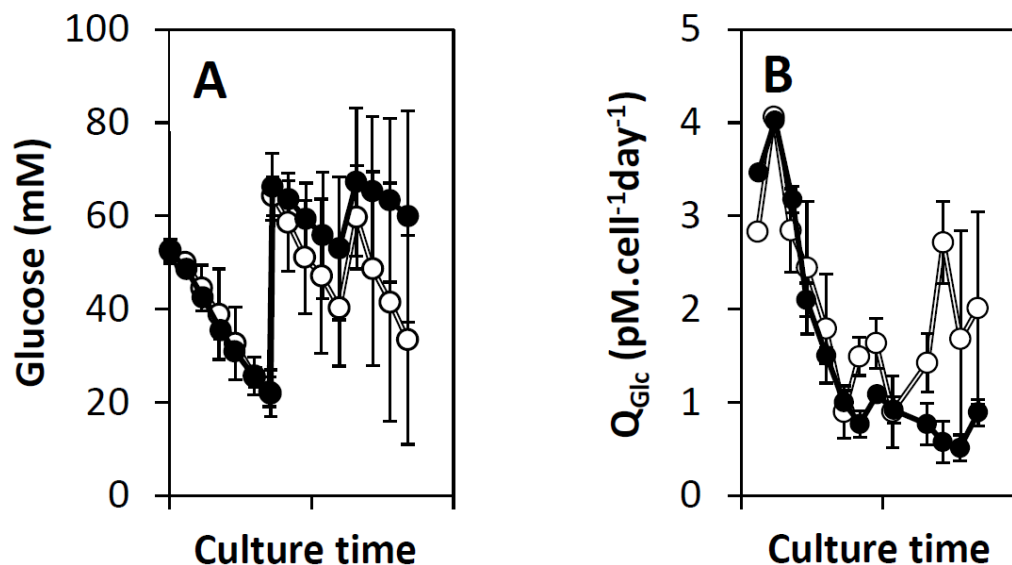 A
Glucose (mM)
100
80
60
40
20
0
Culture time
B
Q_Glc (pM.cell⁻¹day⁻¹)
5
4
3
2
1
0
Culture time